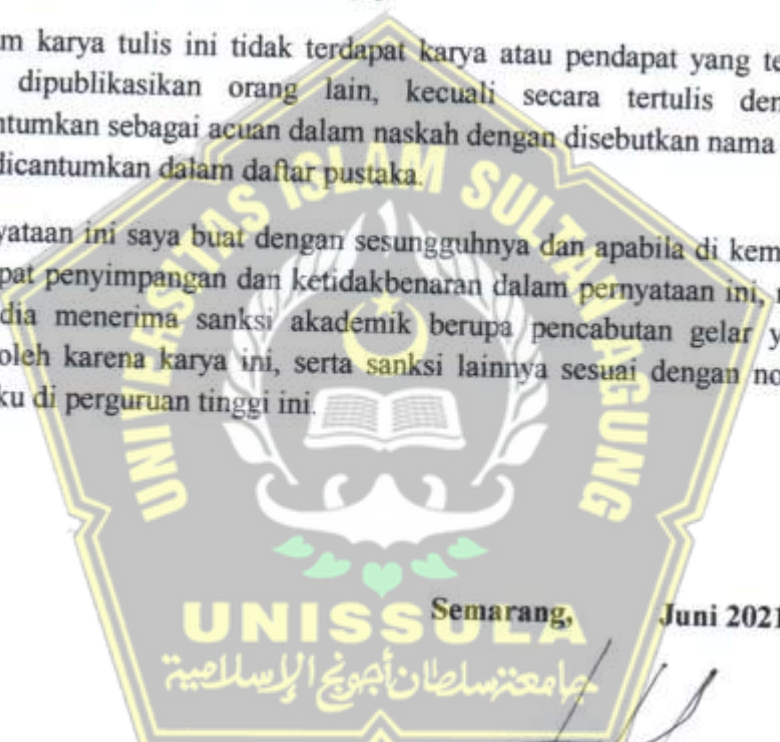 m karya tulis ini tidak terdapat karya atau pendapat yang te
dipublikasikan orang lain, kecuali secara tertulis den
ntumkan sebagai acuan dalam naskah dengan disebutkan nama
dicantumkan dalam daftar pustaka.
yataan ini saya buat dengan sesungguhnya dan apabila di kem
pat penyimpangan dan ketidakbenaran dalam pernyataan ini,
dia menerima sanksi akademik berupa pencabutan gelar y
oleh karena karya ini, serta sanksi lainnya sesuai dengan no
ku di perguruan tinggi ini.
UNIVERSITAS ISLAM SULTAN AGUNG
Semarang, Juni 2021
UNISSULA
جامعة سلطان أجونج الإسلامية